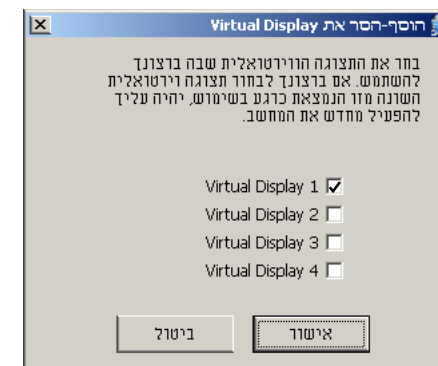 הוסף-הסר את Virtual Display
בחר את התצוגה הווירטואלית שבה ברצונך
להשתמש. אם ברצונך לבחור תצוגה וירטואלית
השונה מזו הנמצאת כרגע בשימוש, יהיה עליך
להפעיל מחדש את המחשב.
Virtual Display 1
Virtual Display 2
Virtual Display 3
Virtual Display 4
אישור
ביטול